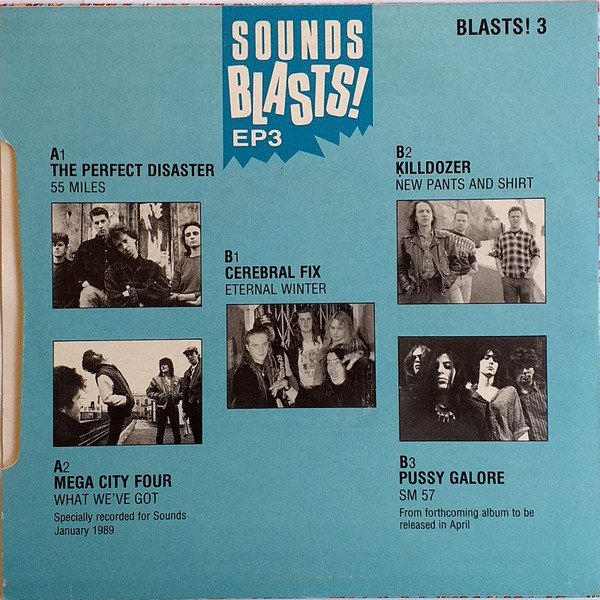 SOUNDS
BLASTS!
EP3
BLASTS! 3
A1
THE PERFECT DISASTER
55 MILES
A2
MEGA CITY FOUR
WHAT WE'VE GOT
Specially recorded for Sounds
January 1989
B1
CEREBRAL FIX
ETERNAL WINTER
B2
KILLDOZER
NEW PANTS AND SHIRT
B3
PUSSY GALORE
SM 57
From forthcoming album to be
released in April